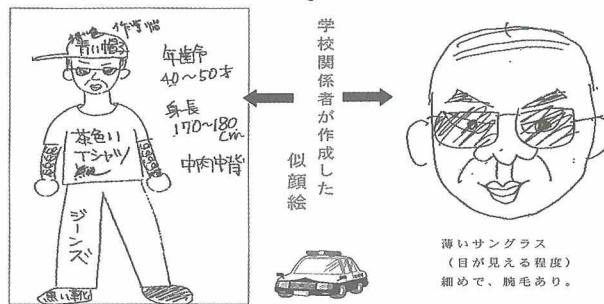 作業帽
青い帽子
年齢
40～50才
身長
170～180
cm
中肉中背
茶色い
Tシャツ
無地
ジーンズ
黒い靴
学校関係者が作成した
似顔絵
薄いサングラス
（目が見える程度）
細めで、腕毛あり。